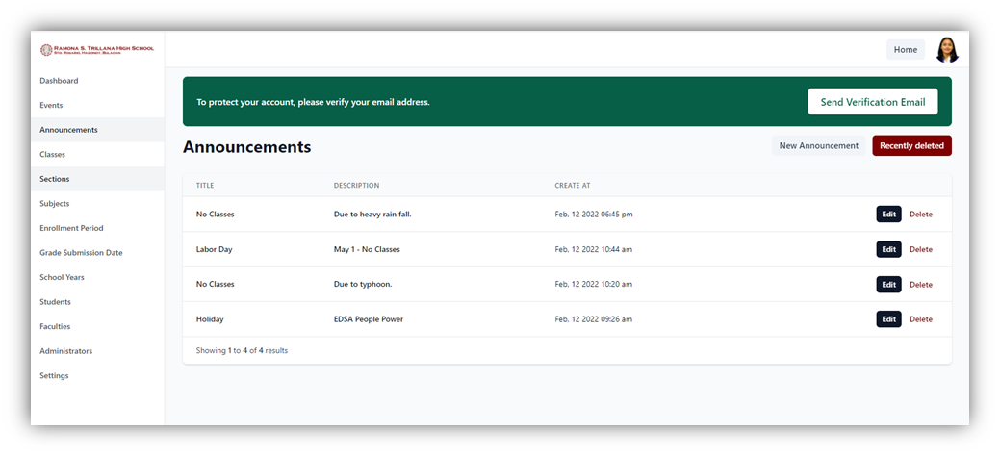 Ramona S. Trillana High School
Sto. Rosario, Hagonoy, Bulacan
Home
Dashboard
Events
Announcements
Classes
Sections
Subjects
Enrollment Period
Grade Submission Date
School Years
Students
Faculties
Administrators
Settings
To protect your account, please verify your email address.
Send Verification Email
Announcements
New Announcement
Recently deleted
TITLE DESCRIPTION CREATE AT
No Classes Due to heavy rain fall. Feb, 12 2022 06:45 pm Edit Delete
Labor Day May 1 - No Classes Feb, 12 2022 10:44 am Edit Delete
No Classes Due to typhoon. Feb, 12 2022 10:20 am Edit Delete
Holiday EDSA People Power Feb, 12 2022 09:26 am Edit Delete
Showing 1 to 4 of 4 results